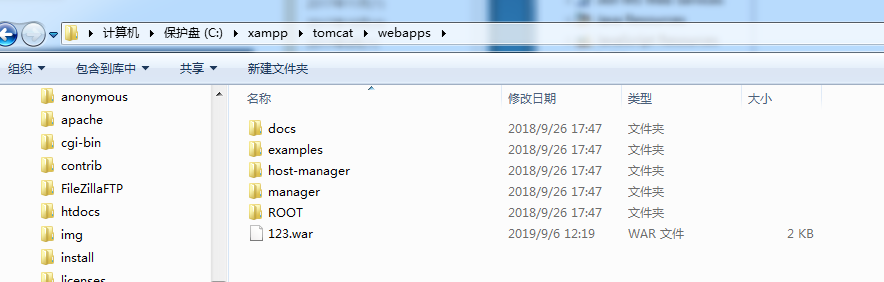 计算机 保护盘 (C:) xampp tomcat webapps
组织 包含到库中 共享 新建文件夹
anonymous
apache
cgi-bin
contrib
FileZillaFTP
htdocs
img
install
licenses
名称 修改日期 类型 大小
docs 2018/9/26 17:47 文件夹
examples 2018/9/26 17:47 文件夹
host-manager 2018/9/26 17:47 文件夹
manager 2018/9/26 17:47 文件夹
ROOT 2018/9/26 17:47 文件夹
123.war 2019/9/6 12:19 WAR 文件 2 KB